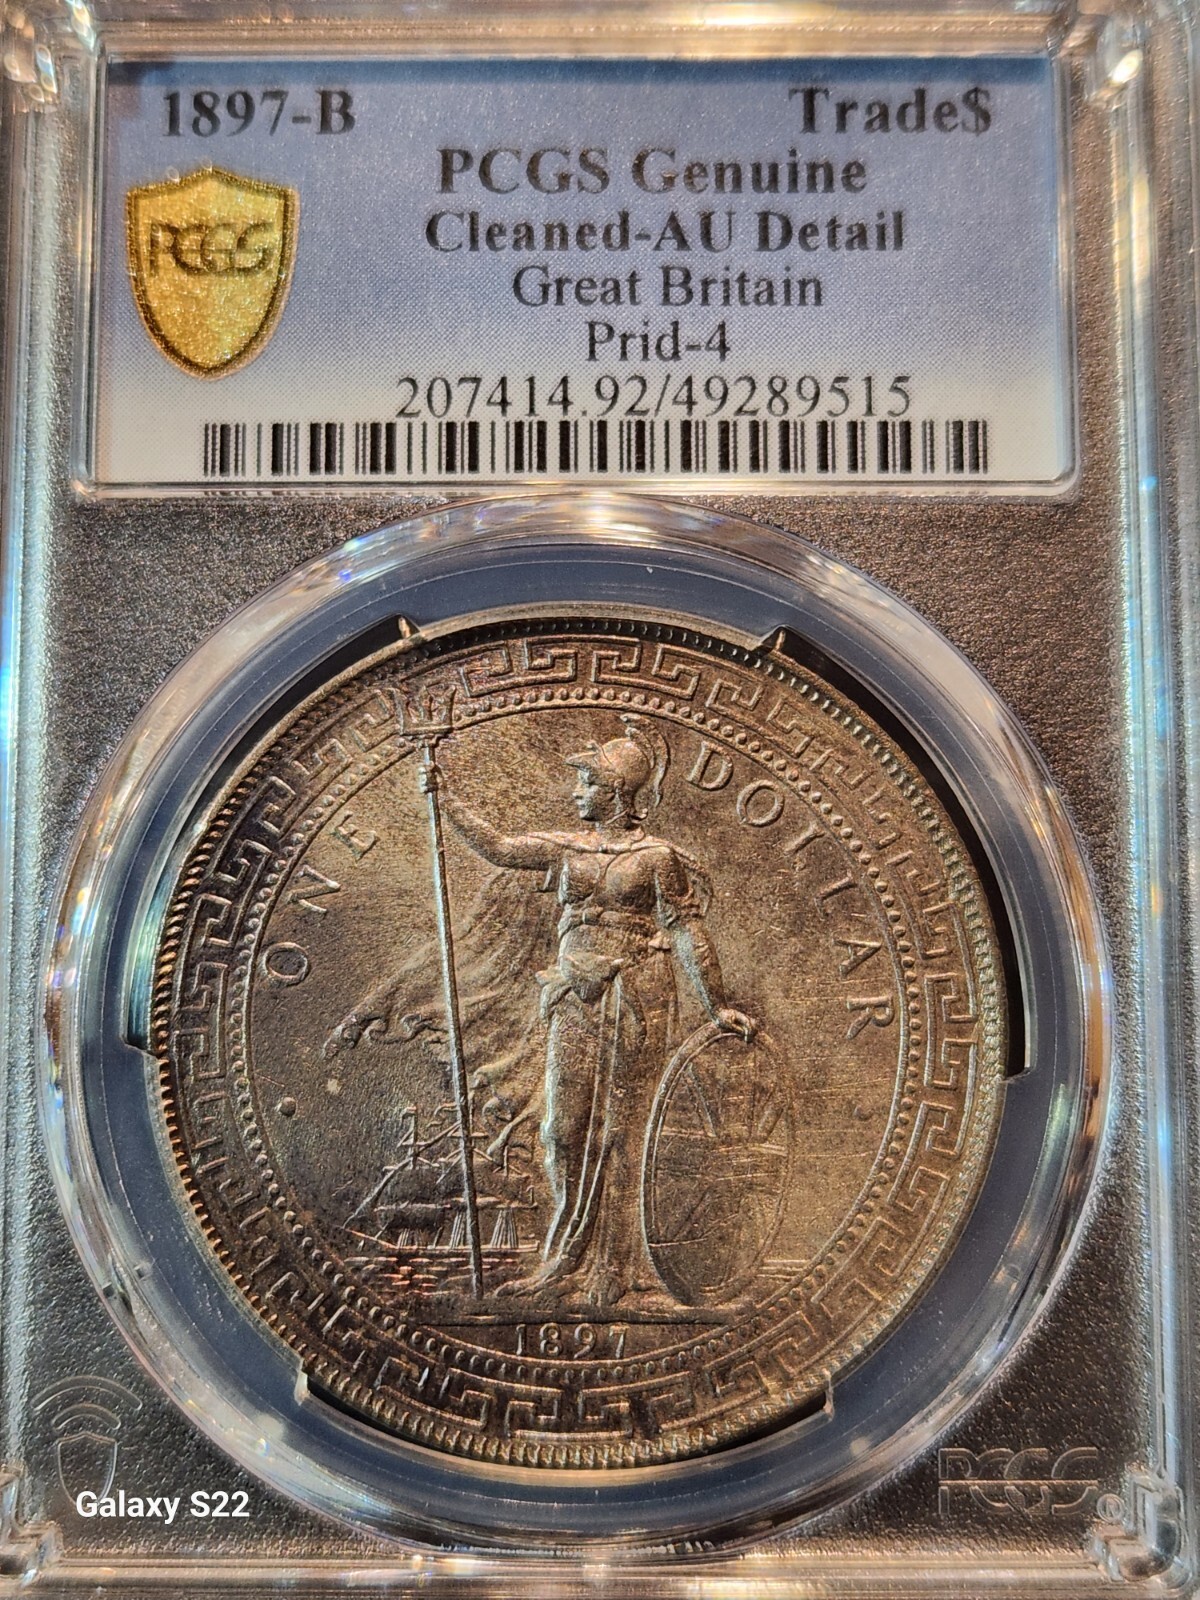 1897-B Trade$
PCGS Genuine
PCGS
Cleaned-AU Detail
Great Britain
Prid-4
207414.92/49289515
ONE DOLLAR
1897
PCGS®
Galaxy S22